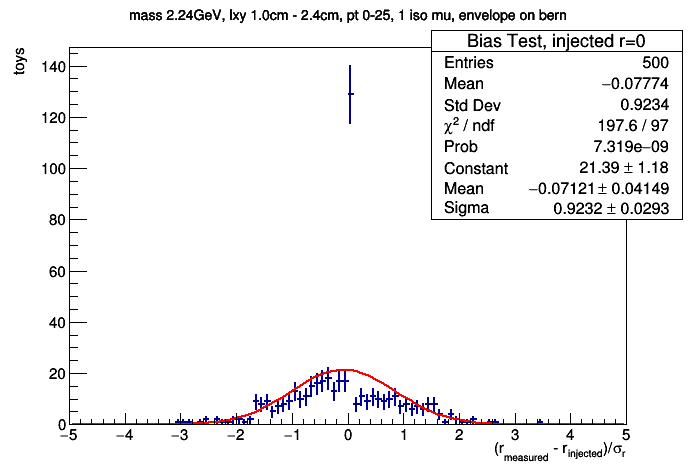 mass 2.24GeV, lxy 1.0cm - 2.4cm, pt 0-25, 1 iso mu, envelope on bern
toys
Bias Test, injected r=0
Entries 500
Mean −0.07774
Std Dev 0.9234
χ² / ndf 197.6 / 97
Prob 7.319e−09
Constant 21.39 ± 1.18
Mean −0.07121 ± 0.04149
Sigma 0.9232 ± 0.0293
140
120
100
80
60
40
20
0
−5 −4 −3 −2 −1 0 1 2 3 4 5
(r_measured - r_injected)/σ_r